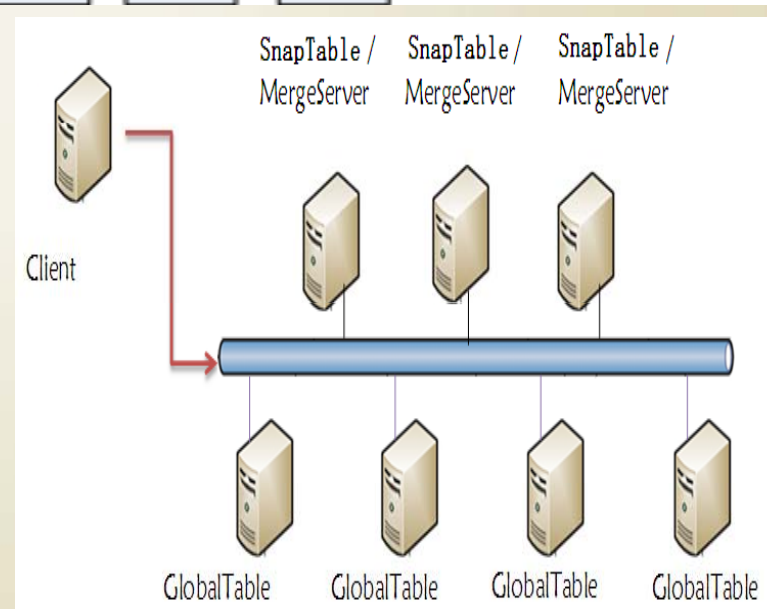 SnapTable /
MergeServer
SnapTable /
MergeServer
SnapTable /
MergeServer
Client
GlobalTable
GlobalTable
GlobalTable
GlobalTable